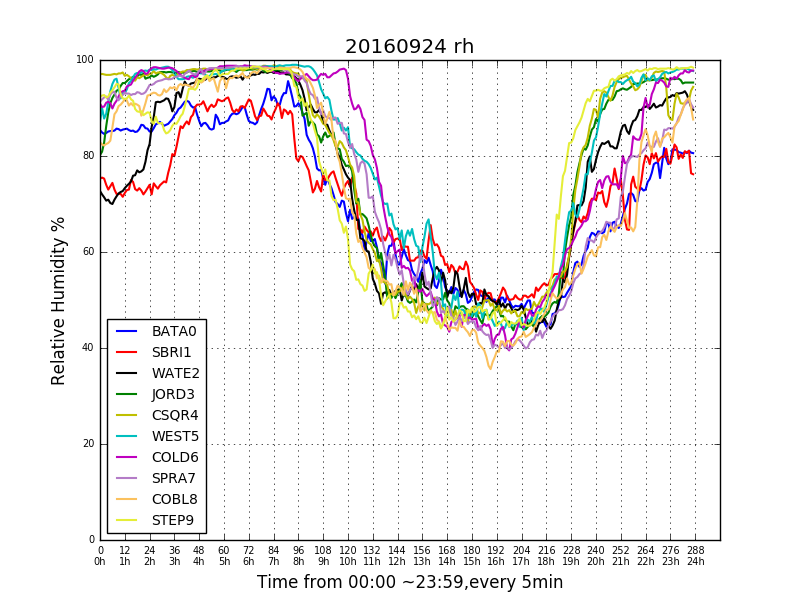 20160924 rh
100
80
60
40
20
0
Relative Humidity %
BATA0
SBRI1
WATE2
JORD3
CSQR4
WEST5
COLD6
SPRA7
COBL8
STEP9
0 12 24 36 48 60 72 84 96 108 120 132 144 156 168 180 192 204 216 228 240 252 264 276 288
0h 1h 2h 3h 4h 5h 6h 7h 8h 9h 10h 11h 12h 13h 14h 15h 16h 17h 18h 19h 20h 21h 22h 23h 24h
Time from 00:00 ~23:59,every 5min